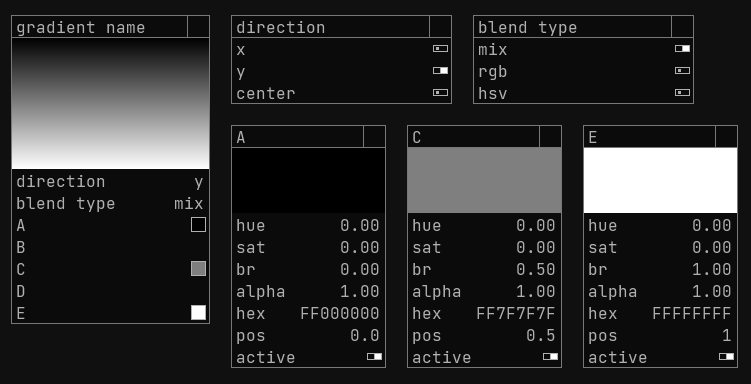 gradient name
direction y
blend type mix
A
B
C
D
E
direction
x
y
center
blend type
mix
rgb
hsv
A
hue 0.00
sat 0.00
br 0.00
alpha 1.00
hex FF000000
pos 0.0
active
C
hue 0.00
sat 0.00
br 0.50
alpha 1.00
hex FF7F7F7F
pos 0.5
active
E
hue 0.00
sat 0.00
br 1.00
alpha 1.00
hex FFFFFFFF
pos 1
active